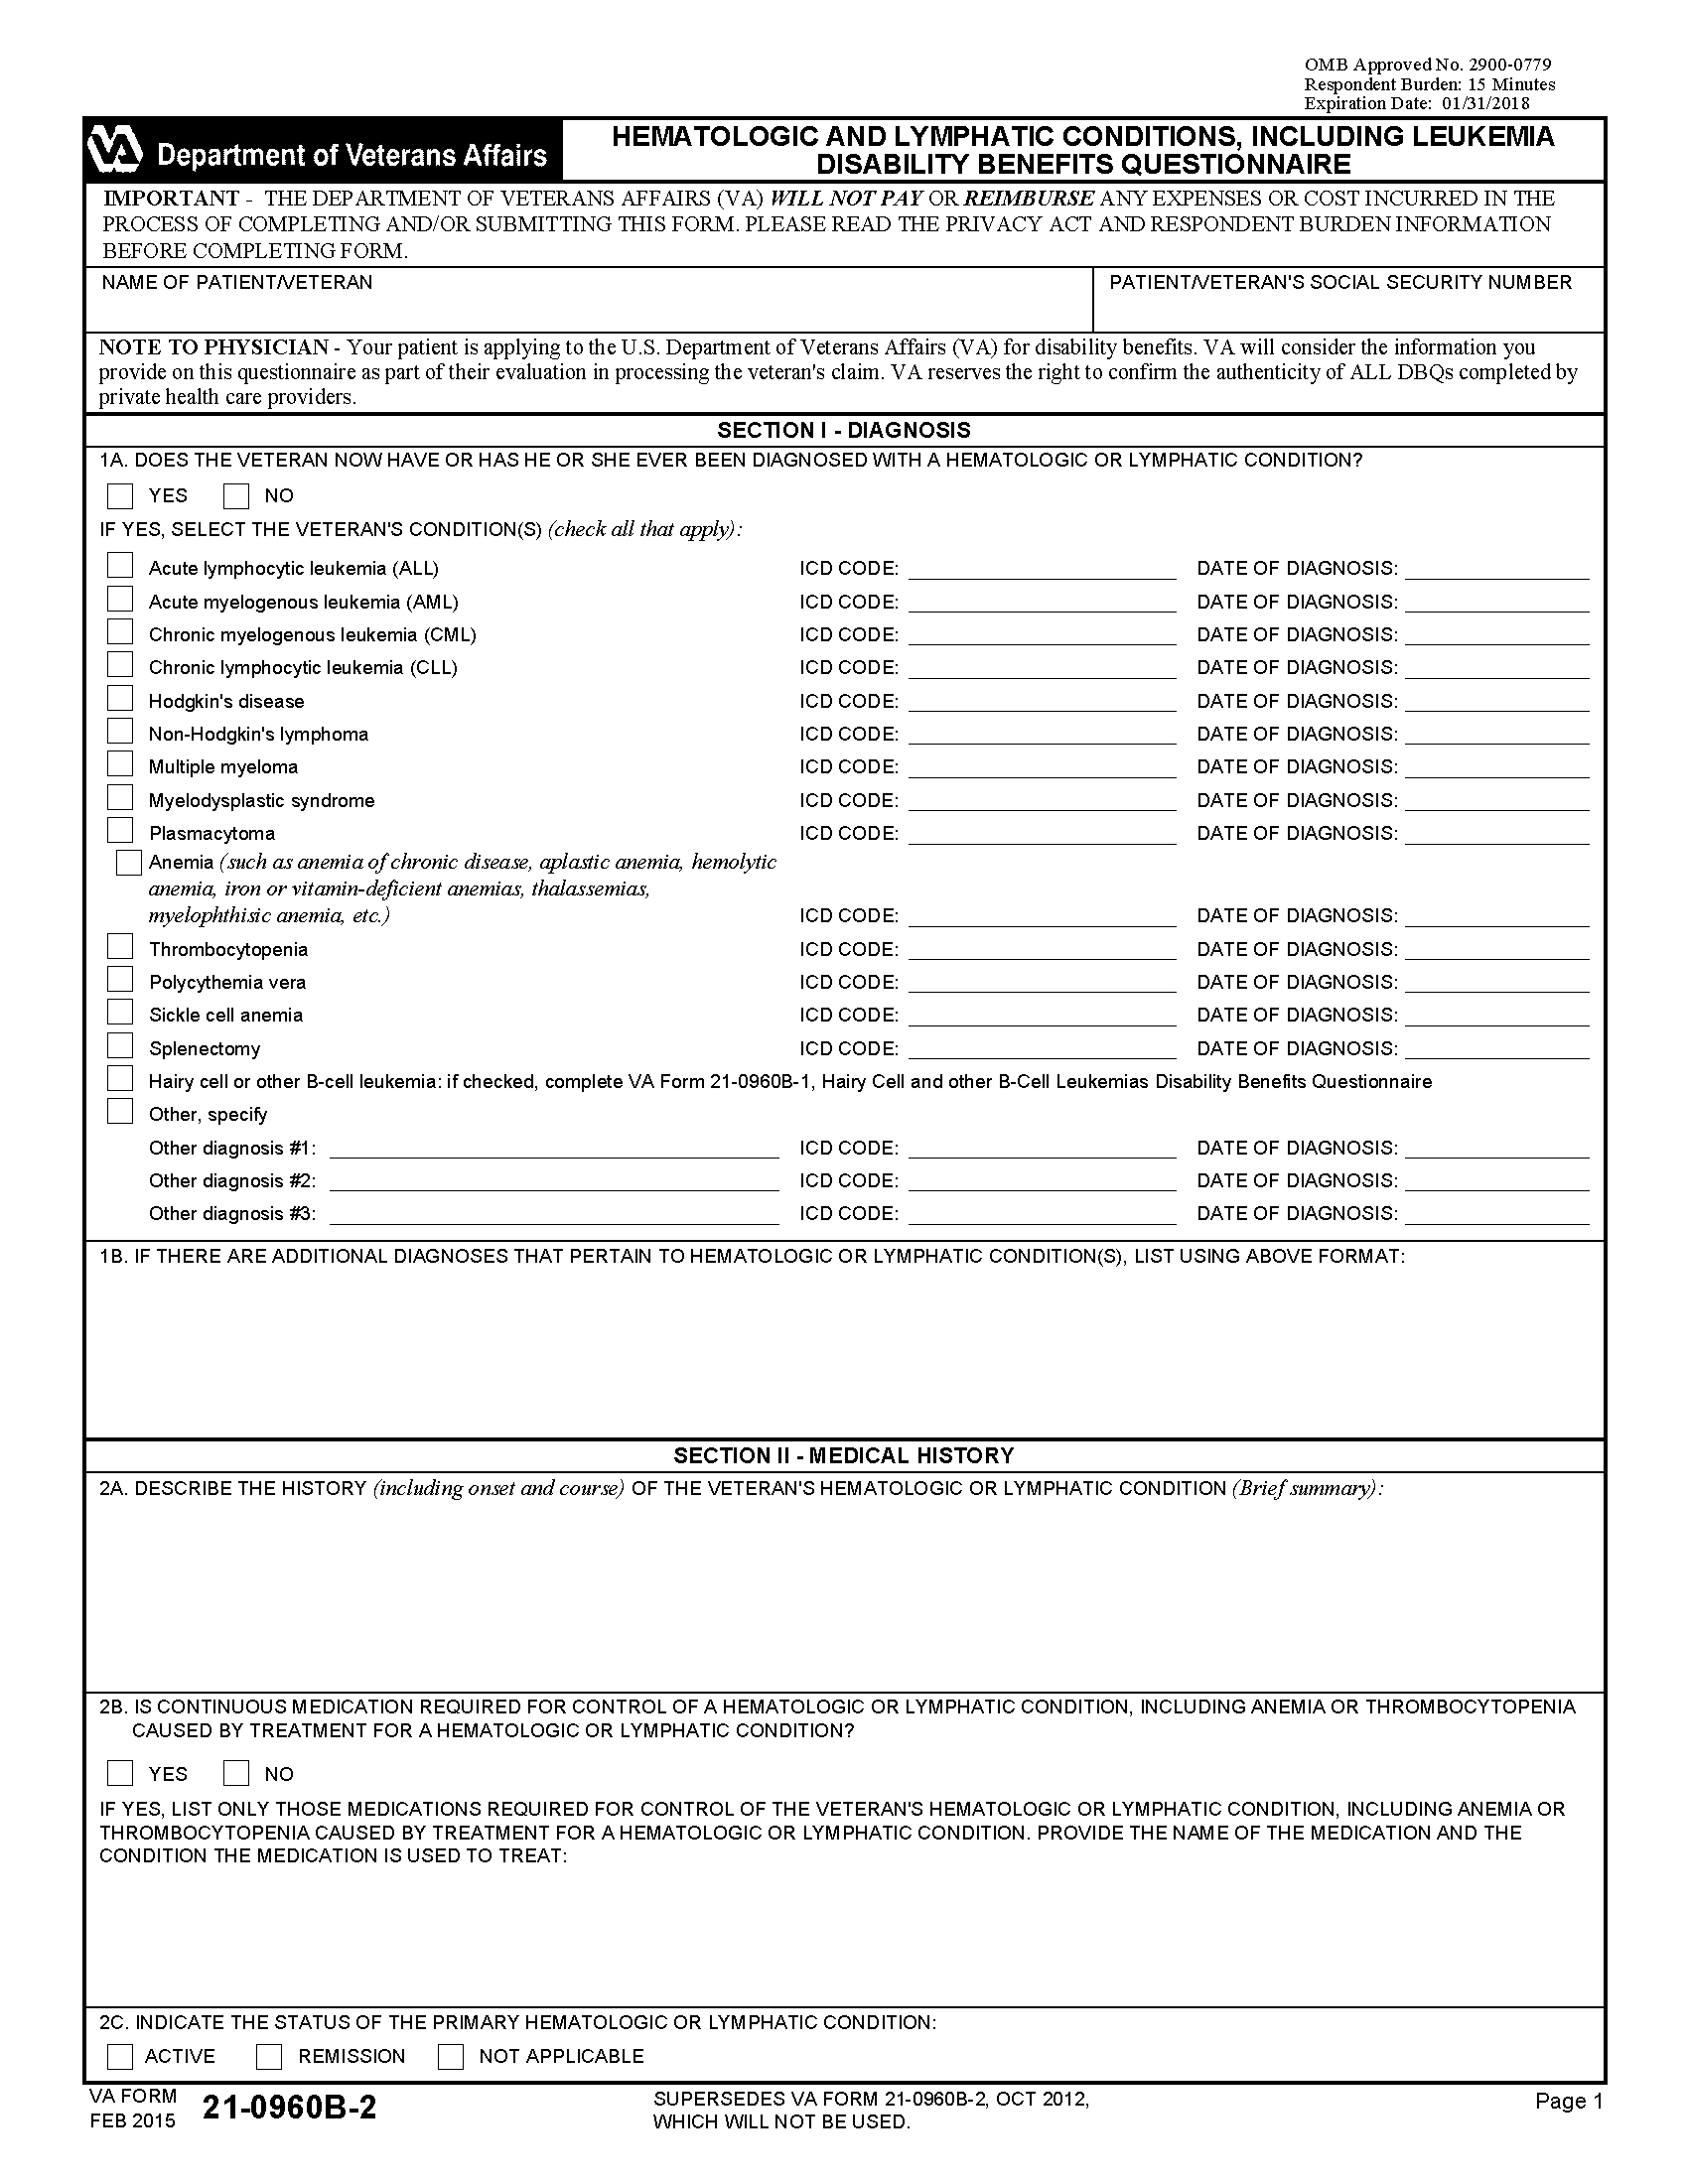 OMB Approved No. 2900-0779
Respondent Burden: 15 Minutes
Expiration Date: 01/31/2018
VA Department of Veterans Affairs
HEMATOLOGIC AND LYMPHATIC CONDITIONS, INCLUDING LEUKEMIA
DISABILITY BENEFITS QUESTIONNAIRE
IMPORTANT - THE DEPARTMENT OF VETERANS AFFAIRS (VA) WILL NOT PAY OR REIMBURSE ANY EXPENSES OR COST INCURRED IN THE
PROCESS OF COMPLETING AND/OR SUBMITTING THIS FORM. PLEASE READ THE PRIVACY ACT AND RESPONDENT BURDEN INFORMATION
BEFORE COMPLETING FORM.
NAME OF PATIENT/VETERAN PATIENT/VETERAN'S SOCIAL SECURITY NUMBER
NOTE TO PHYSICIAN - Your patient is applying to the U.S. Department of Veterans Affairs (VA) for disability benefits. VA will consider the information you
provide on this questionnaire as part of their evaluation in processing the veteran's claim. VA reserves the right to confirm the authenticity of ALL DBQs completed by
private health care providers.
SECTION I - DIAGNOSIS
1A. DOES THE VETERAN NOW HAVE OR HAS HE OR SHE EVER BEEN DIAGNOSED WITH A HEMATOLOGIC OR LYMPHATIC CONDITION?
YES NO
IF YES, SELECT THE VETERAN'S CONDITION(S) (check all that apply):
Acute lymphocytic leukemia (ALL) ICD CODE: DATE OF DIAGNOSIS:
Acute myelogenous leukemia (AML) ICD CODE: DATE OF DIAGNOSIS:
Chronic myelogenous leukemia (CML) ICD CODE: DATE OF DIAGNOSIS:
Chronic lymphocytic leukemia (CLL) ICD CODE: DATE OF DIAGNOSIS:
Hodgkin's disease ICD CODE: DATE OF DIAGNOSIS:
Non-Hodgkin's lymphoma ICD CODE: DATE OF DIAGNOSIS:
Multiple myeloma ICD CODE: DATE OF DIAGNOSIS:
Myelodysplastic syndrome ICD CODE: DATE OF DIAGNOSIS:
Plasmacytoma ICD CODE: DATE OF DIAGNOSIS:
Anemia (such as anemia of chronic disease, aplastic anemia, hemolytic
anemia, iron or vitamin-deficient anemias, thalassemias,
myelophthisic anemia, etc.) ICD CODE: DATE OF DIAGNOSIS:
Thrombocytopenia ICD CODE: DATE OF DIAGNOSIS:
Polycythemia vera ICD CODE: DATE OF DIAGNOSIS:
Sickle cell anemia ICD CODE: DATE OF DIAGNOSIS:
Splenectomy ICD CODE: DATE OF DIAGNOSIS:
Hairy cell or other B-cell leukemia: if checked, complete VA Form 21-0960B-1, Hairy Cell and other B-Cell Leukemias Disability Benefits Questionnaire
Other, specify
Other diagnosis #1: ICD CODE: DATE OF DIAGNOSIS:
Other diagnosis #2: ICD CODE: DATE OF DIAGNOSIS:
Other diagnosis #3: ICD CODE: DATE OF DIAGNOSIS:
1B. IF THERE ARE ADDITIONAL DIAGNOSES THAT PERTAIN TO HEMATOLOGIC OR LYMPHATIC CONDITION(S), LIST USING ABOVE FORMAT:
SECTION II - MEDICAL HISTORY
2A. DESCRIBE THE HISTORY (including onset and course) OF THE VETERAN'S HEMATOLOGIC OR LYMPHATIC CONDITION (Brief summary):
2B. IS CONTINUOUS MEDICATION REQUIRED FOR CONTROL OF A HEMATOLOGIC OR LYMPHATIC CONDITION, INCLUDING ANEMIA OR THROMBOCYTOPENIA
CAUSED BY TREATMENT FOR A HEMATOLOGIC OR LYMPHATIC CONDITION?
YES NO
IF YES, LIST ONLY THOSE MEDICATIONS REQUIRED FOR CONTROL OF THE VETERAN'S HEMATOLOGIC OR LYMPHATIC CONDITION, INCLUDING ANEMIA OR
THROMBOCYTOPENIA CAUSED BY TREATMENT FOR A HEMATOLOGIC OR LYMPHATIC CONDITION. PROVIDE THE NAME OF THE MEDICATION AND THE
CONDITION THE MEDICATION IS USED TO TREAT:
2C. INDICATE THE STATUS OF THE PRIMARY HEMATOLOGIC OR LYMPHATIC CONDITION:
ACTIVE REMISSION NOT APPLICABLE
VA FORM
FEB 2015 21-0960B-2
SUPERSEDES VA FORM 21-0960B-2, OCT 2012,
WHICH WILL NOT BE USED.
Page 1